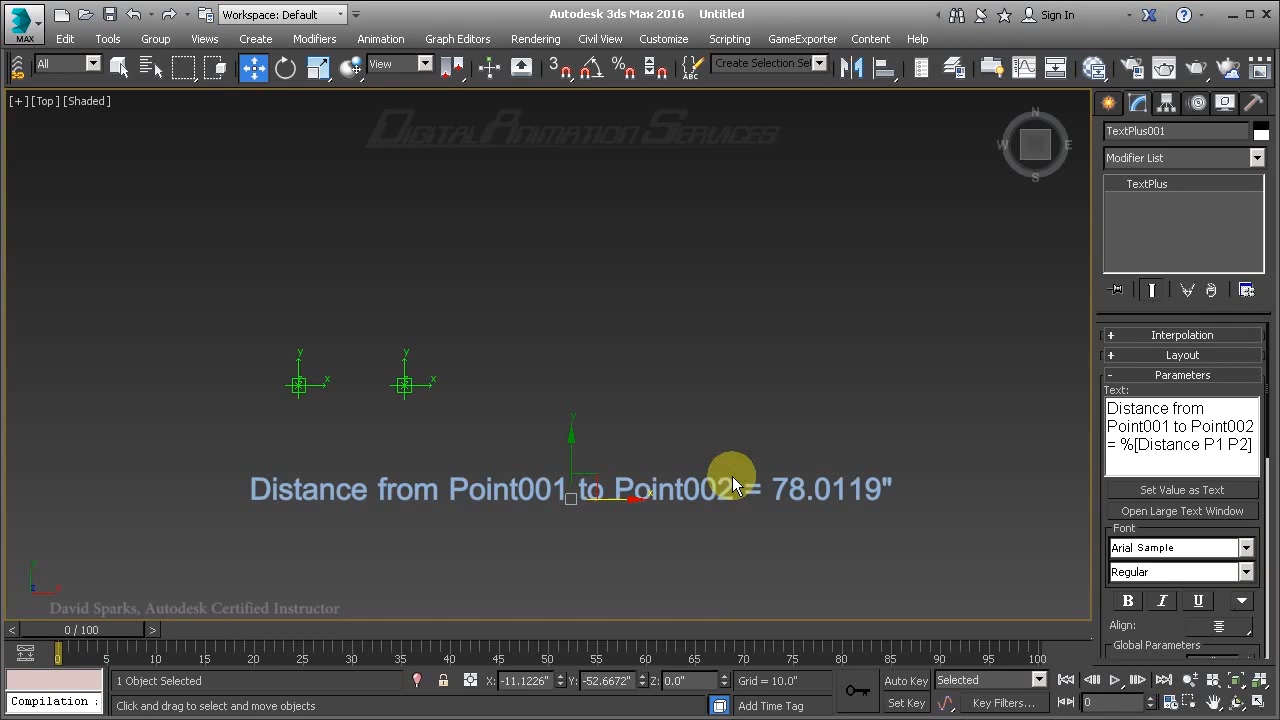 Workspace: Default
Autodesk 3ds Max 2016 Untitled
Sign In
MAX
Edit Tools Group Views Create Modifiers Animation Graph Editors Rendering Civil View Customize Scripting GameExporter Content Help
All
View
3
ABC
Create Selection Se
[+] [Top] [Shaded]
DIGITAL ANIMATION SERVICES
N
W E
S
TextPlus001
Modifier List
TextPlus
Interpolation
Layout
Parameters
Text:
Distance from
Point001 to Point002
= %[Distance P1 P2]
y y
x x
y
x
Distance from Point001 to Point002 = 78.0119"
Set Value as Text
Open Large Text Window
Font
Arial Sample
Regular
B I U
Align:
Global Parameters
z
David Sparks, Autodesk Certified Instructor
< 0 / 100 >
0 5 10 15 20 25 30 35 40 45 50 55 60 65 70 75 80 85 90 95 100
1 Object Selected
X: -11.1226" Y: -52.6672" Z: 0.0" Grid = 10.0"
Auto Key Selected
Compilation :
Click and drag to select and move objects
Add Time Tag
Set Key Key Filters... 0